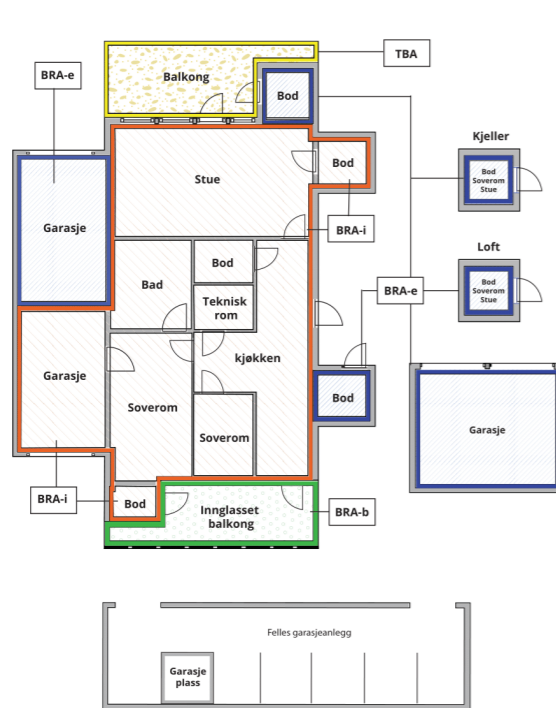 TBA
Balkong
BRA-e
Bod
Kjeller
Bod
Soverom
Stue
Bod
Stue
Garasje
BRA-i
Loft
Bod
Bad
Bod
Soverom
Stue
BRA-e
Teknisk
rom
kjøkken
Garasje
Bod
Soverom
Garasje
Soverom
BRA-i
Bod
Innglasset
balkong
BRA-b
Felles garasjeanlegg
Garasje
plass